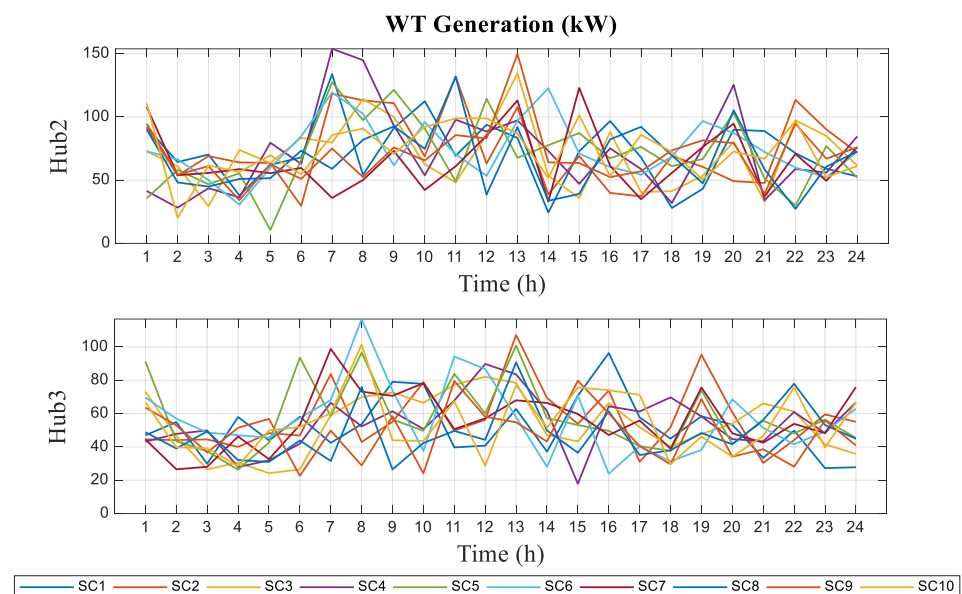 WT Generation (kW)
150
100
50
0
Hub2
1 2 3 4 5 6 7 8 9 10 11 12 13 14 15 16 17 18 19 20 21 22 23 24
Time (h)
100
80
60
40
20
0
Hub3
1 2 3 4 5 6 7 8 9 10 11 12 13 14 15 16 17 18 19 20 21 22 23 24
Time (h)
SC1 SC2 SC3 SC4 SC5 SC6 SC7 SC8 SC9 SC10